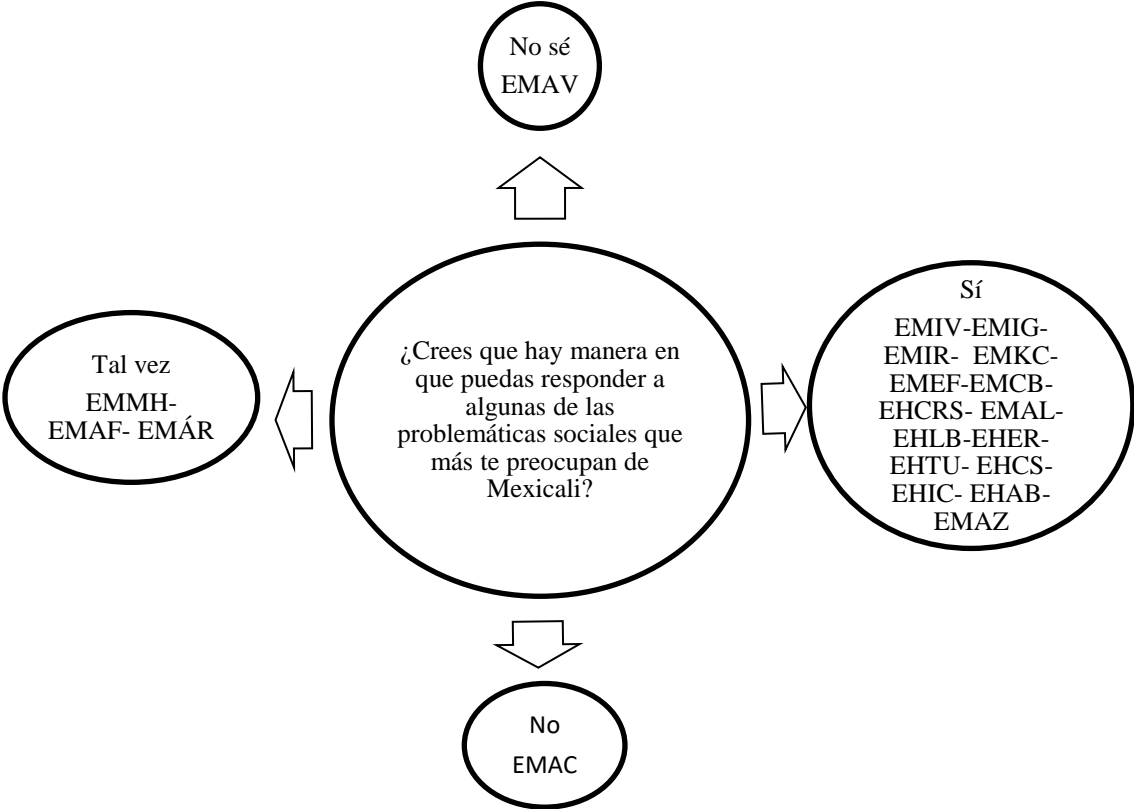 No sé
EMAV
¿Crees que hay manera en
que puedas responder a
algunas de las
problemáticas sociales que
más te preocupan de
Mexicali?
Tal vez
EMMH-
EMAF- EMÁR
Sí
EMIV-EMIG-
EMIR- EMKC-
EMEF-EMCB-
EHCRS- EMAL-
EHLB-EHER-
EHTU- EHCS-
EHIC- EHAB-
EMAZ
No
EMAC